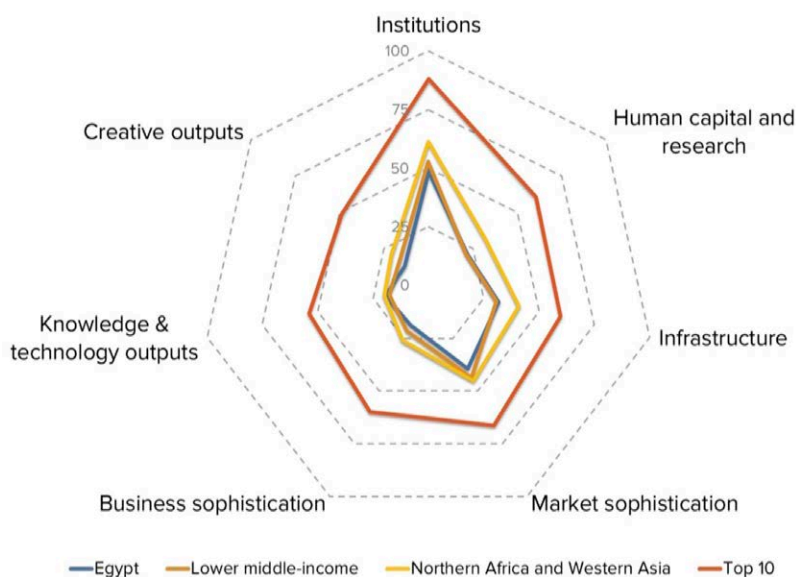 Institutions
100
75
50
25
0
Human capital and
research
Infrastructure
Market sophistication
Business sophistication
Knowledge &
technology outputs
Creative outputs
Egypt
Lower middle-income
Northern Africa and Western Asia
Top 10